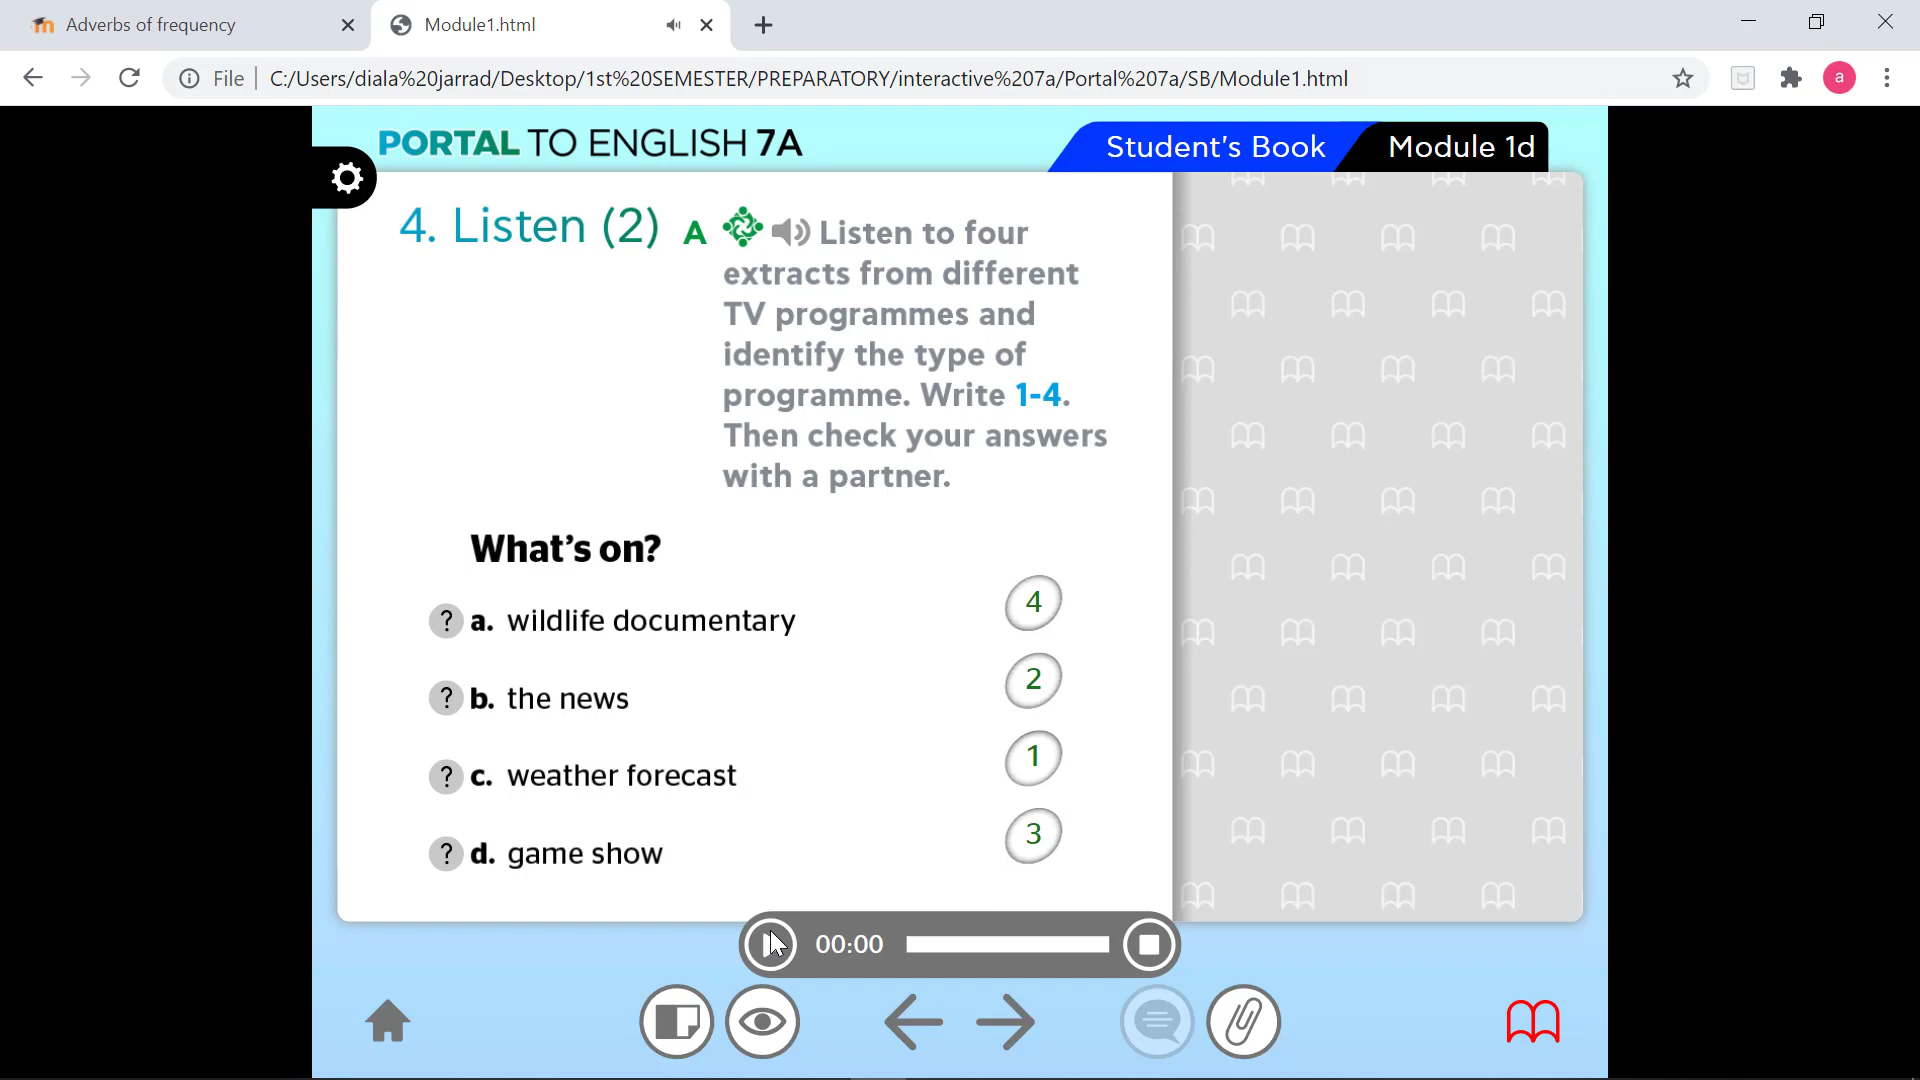 Adverbs of frequency
Module1.html
File
C:/Users/diala%20jarrad/Desktop/1st%20SEMESTER/PREPARATORY/interactive%207a/Portal%207a/SB/Module1.html
a
PORTAL TO ENGLISH 7A
Student's Book
Module 1d
4. Listen (2)
A Listen to four
extracts from different
TV programmes and
identify the type of
programme. Write 1-4.
Then check your answers
with a partner.
What's on?
? a. wildlife documentary 4
? b. the news 2
? c. weather forecast 1
? d. game show 3
00:00